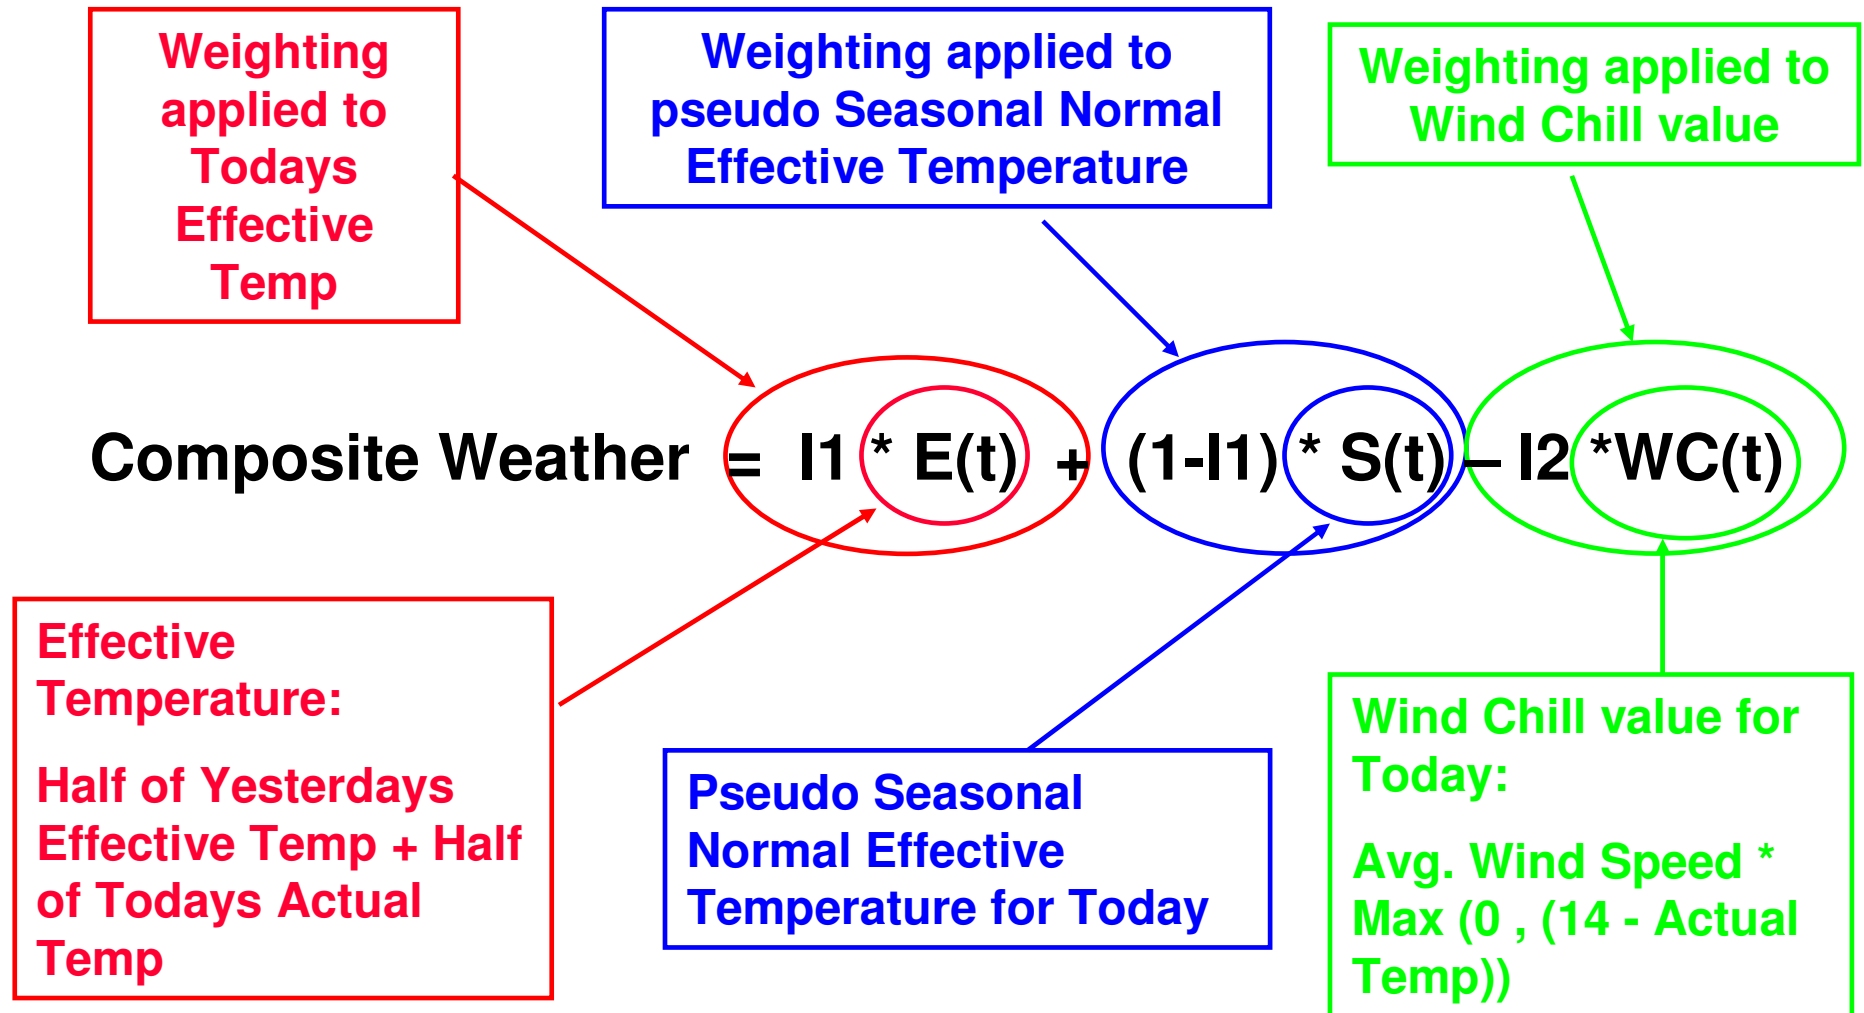 Weighting
applied to
Todays
Effective
Temp
Weighting applied to
pseudo Seasonal Normal
Effective Temperature
Weighting applied to
Wind Chill value
Composite Weather = I1 * E(t) + (1-I1) * S(t) – I2 *WC(t)
Effective
Temperature:
Half of Yesterdays
Effective Temp + Half
of Todays Actual
Temp
Pseudo Seasonal
Normal Effective
Temperature for Today
Wind Chill value for
Today:
Avg. Wind Speed *
Max (0 , (14 - Actual
Temp))